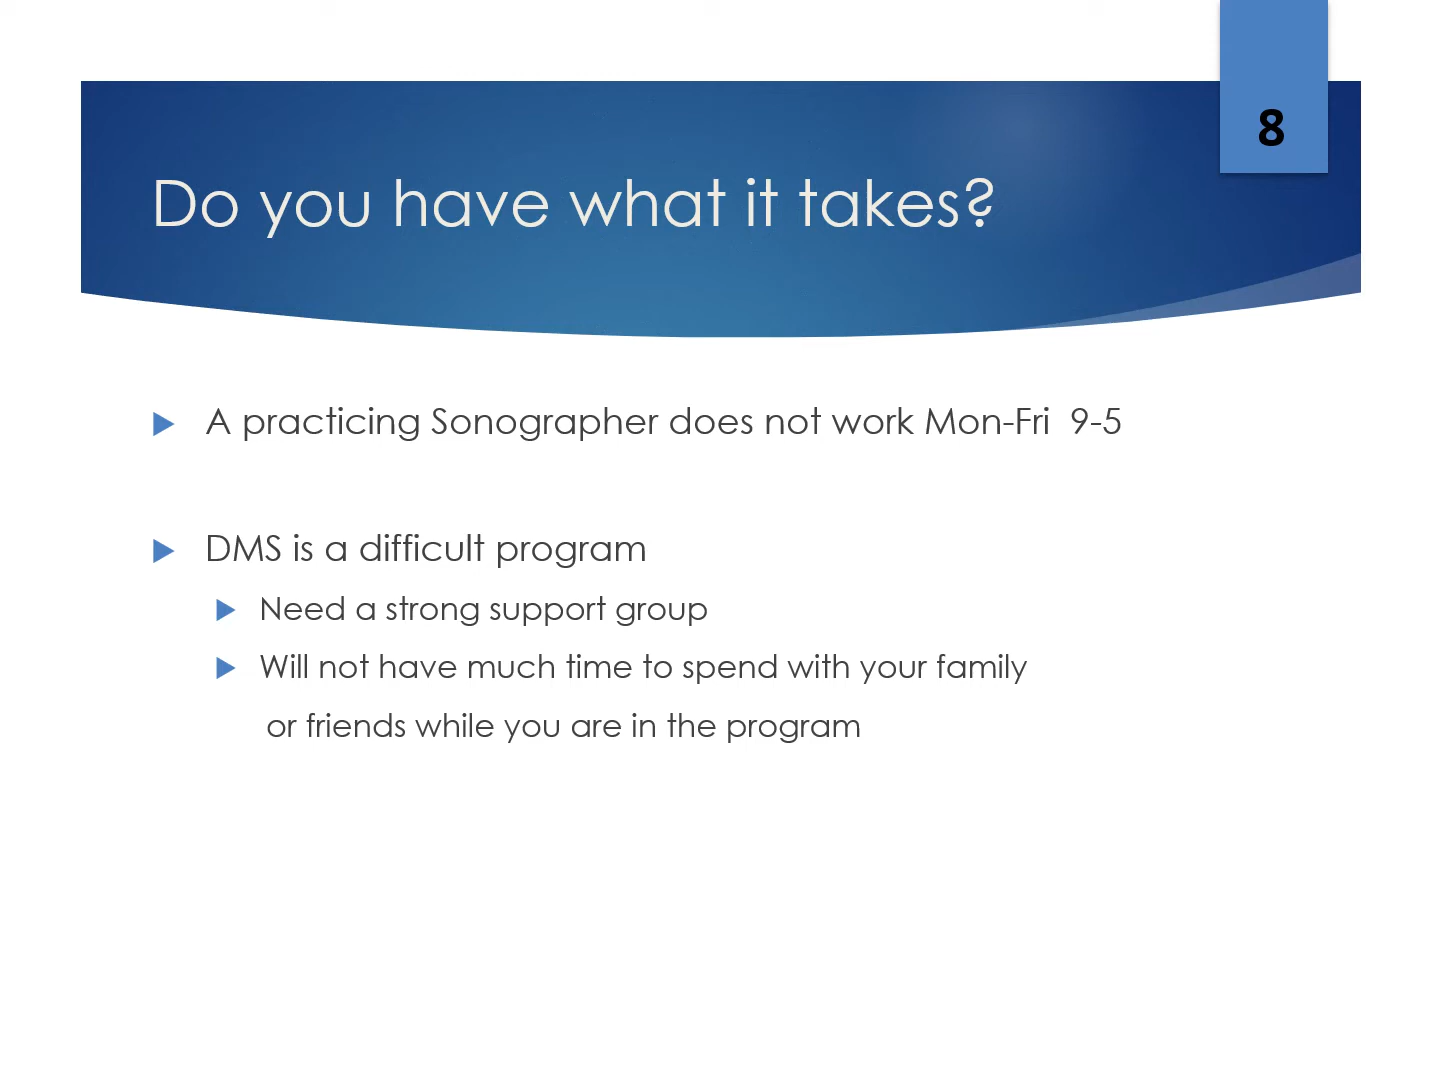 8
Do you have what it takes?
A practicing Sonographer does not work Mon-Fri  9-5
DMS is a difficult program
Need a strong support group
Will not have much time to spend with your family
or friends while you are in the program